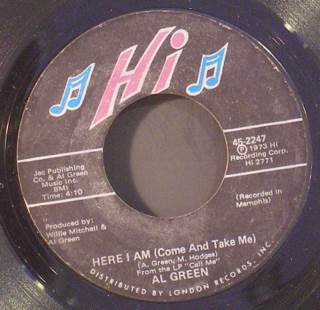 Hi
Jec Publishing
Co. & Al Green
Music Inc.
BMI
Time: 4:10
45-2247
Ⓟ 1973 Hi
Recording Corp.
Hi 2771
(Recorded in
Memphis)
Produced by:
Willie Mitchell &
Al Green
HERE I AM (Come And Take Me)
(A. Green, M. Hodges)
From the LP "Call Me"
AL GREEN
DISTRIBUTED BY LONDON RECORDS, INC.